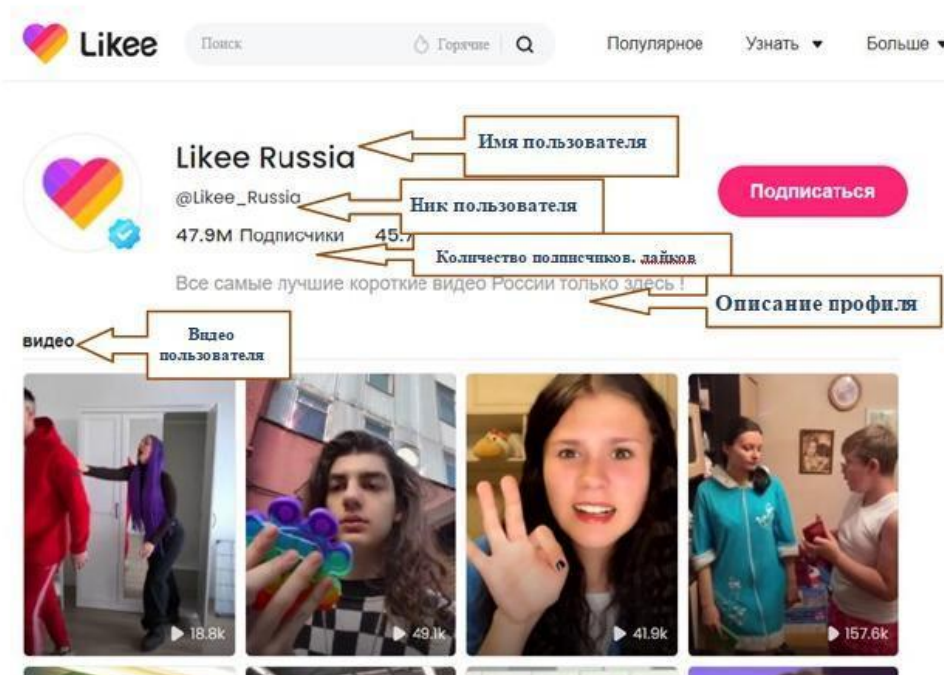 Likee
Поиск
Горячие
Популярное
Узнать
Больше
Likee Russia
Имя пользователя
@Likee_Russia
Ник пользователя
Подписаться
47.9M Подписчики 45.7
Количество подписчиков. лайков
Все самые лучшие короткие видео России только здесь !
Описание профиля
видео
Видео
пользователя
18.8k
49.1k
41.9k
157.6k